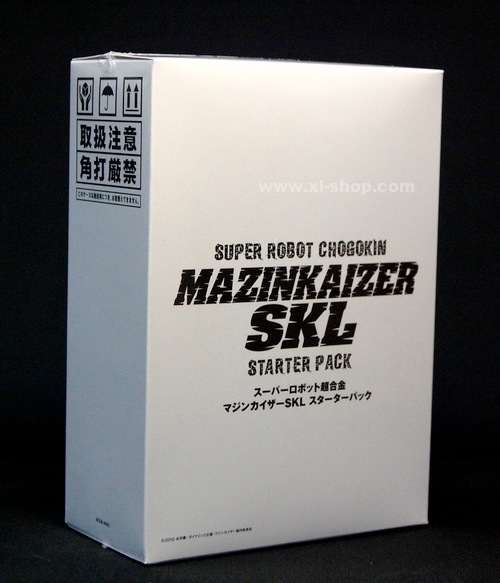 取扱注意
角打厳禁
www.xl-shop.com
SUPER ROBOT CHOGOKIN
MAZINKAIZER
SKL
STARTER PACK
スーパーロボット超合金
マジンカイザーSKL スターターパック